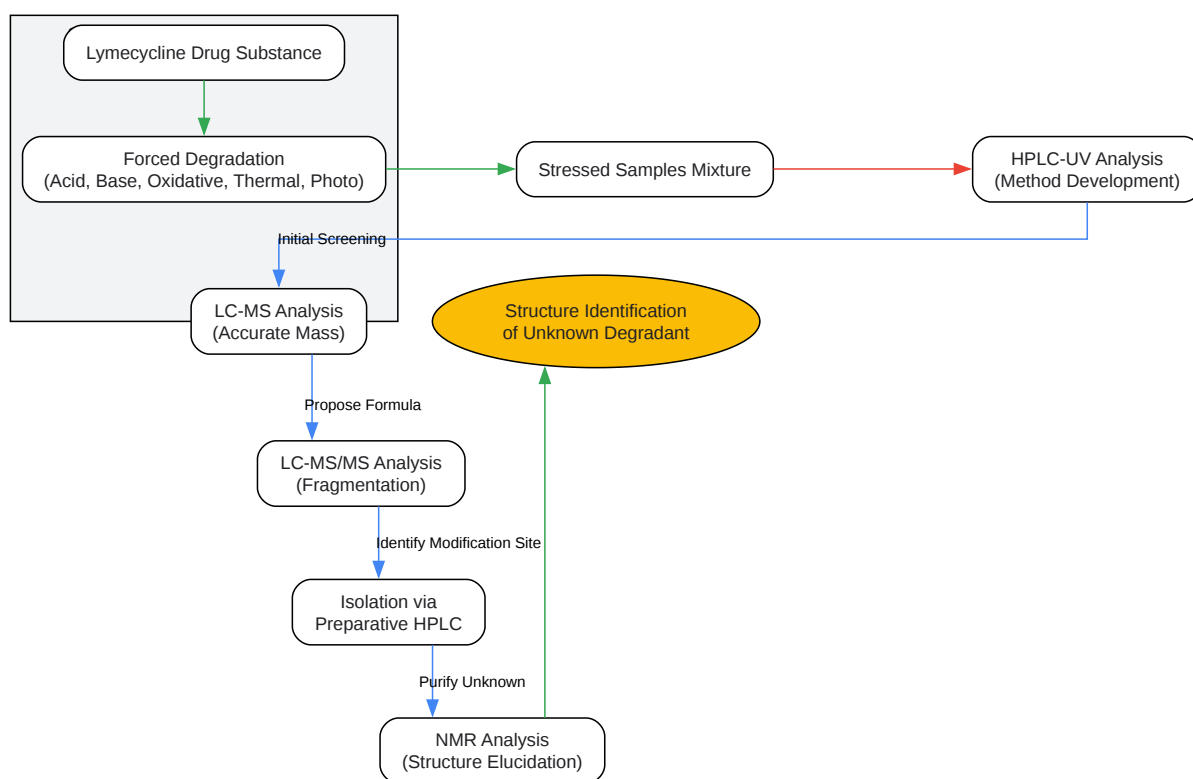 Lymecycline Drug Substance
Forced Degradation
(Acid, Base, Oxidative, Thermal, Photo)
Stressed Samples Mixture
HPLC-UV Analysis
(Method Development)
Initial Screening
LC-MS Analysis
(Accurate Mass)
Structure Identification
of Unknown Degradant
Propose Formula
LC-MS/MS Analysis
(Fragmentation)
Identify Modification Site
Isolation via
Preparative HPLC
Purify Unknown
NMR Analysis
(Structure Elucidation)